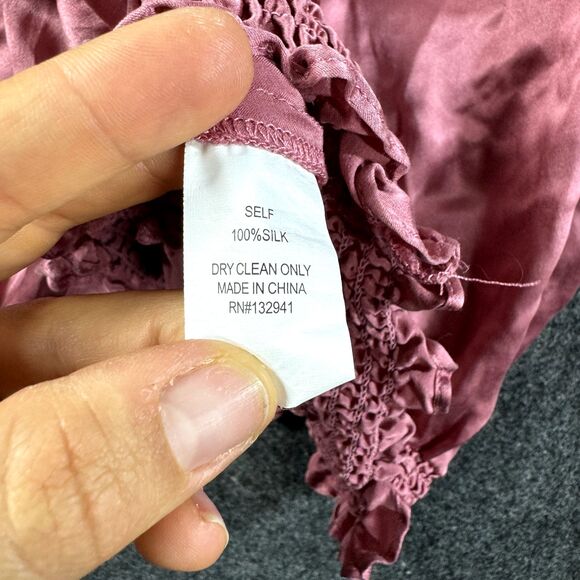 SELF
100%SILK
DRY CLEAN ONLY
MADE IN CHINA
RN#132941